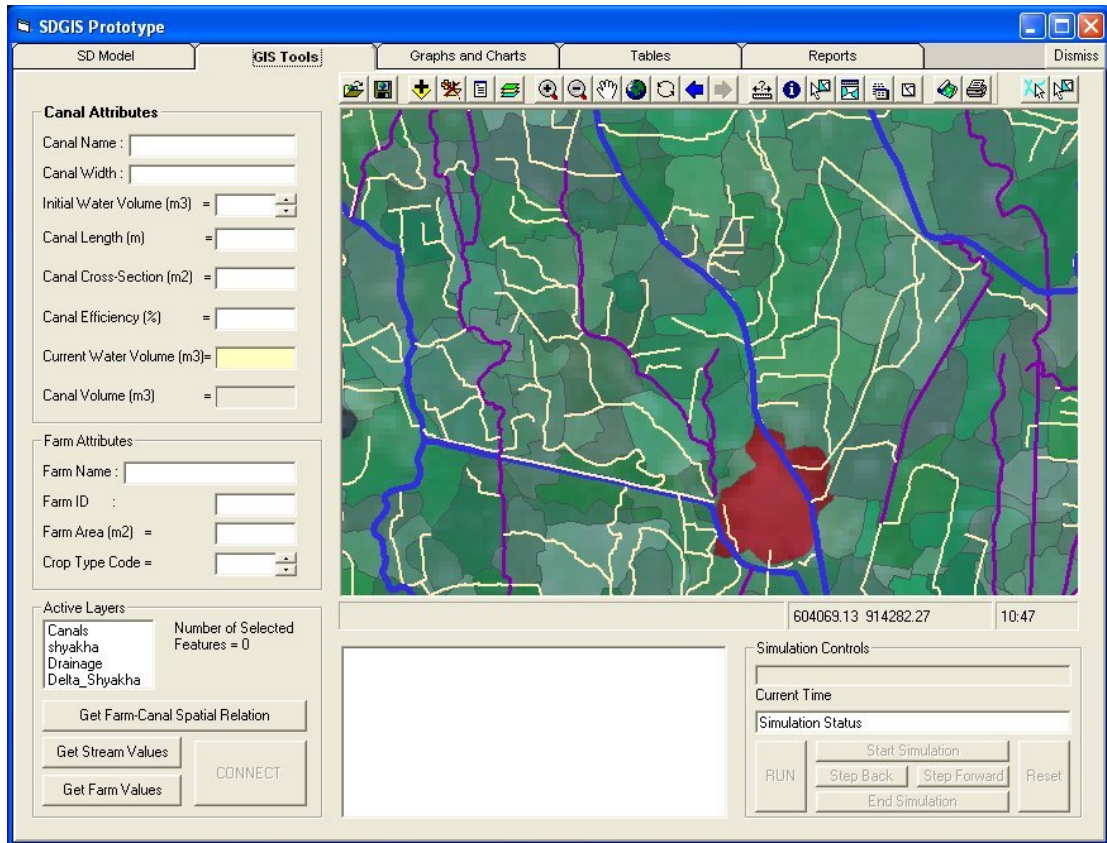 SDGIS Prototype
SD Model
GIS Tools
Graphs and Charts
Tables
Reports
Dismiss
Canal Attributes
Canal Name :
Canal Width :
Initial Water Volume (m3) =
Canal Length (m) =
Canal Cross-Section (m2) =
Canal Efficiency (%) =
Current Water Volume (m3)=
Canal Volume (m3) =
Farm Attributes
Farm Name :
Farm ID :
Farm Area (m2) =
Crop Type Code =
Active Layers
Canals
shyakha
Drainage
Delta_Shyakha
Number of Selected
Features = 0
Get Farm-Canal Spatial Relation
Get Stream Values
Get Farm Values
CONNECT
604069.13 914282.27
10:47
Simulation Controls
Current Time
Simulation Status
RUN
Start Simulation
Step Back
Step Forward
End Simulation
Reset